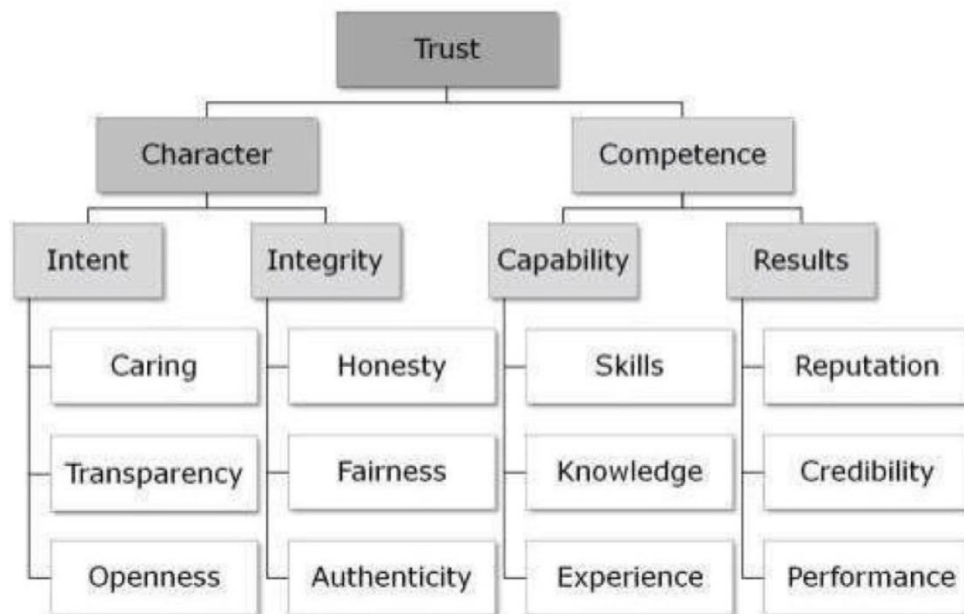 Trust
Character
Competence
Intent
Integrity
Capability
Results
Caring
Honesty
Skills
Reputation
Transparency
Fairness
Knowledge
Credibility
Openness
Authenticity
Experience
Performance